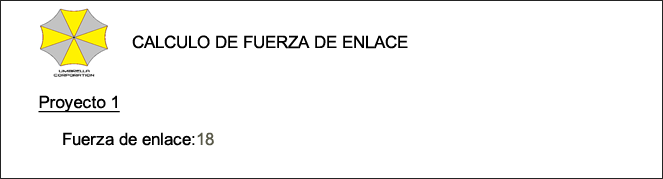 CALCULO DE FUERZA DE ENLACE
UMBRELLA
CORPORATION
Proyecto 1
Fuerza de enlace:18